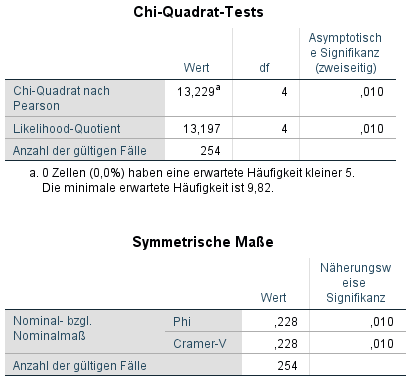 Chi-Quadrat-Tests
Wert df Asymptotisch
e Signifikanz
(zweiseitig)
Chi-Quadrat nach
Pearson 13,229a 4 ,010
Likelihood-Quotient 13,197 4 ,010
Anzahl der gültigen Fälle 254
a. 0 Zellen (0,0%) haben eine erwartete Häufigkeit kleiner 5.
Die minimale erwartete Häufigkeit ist 9,82.
Symmetrische Maße
Wert Näherungsw
eise
Signifikanz
Nominal- bzgl.
Nominalmaß Phi ,228 ,010
Cramer-V ,228 ,010
Anzahl der gültigen Fälle 254